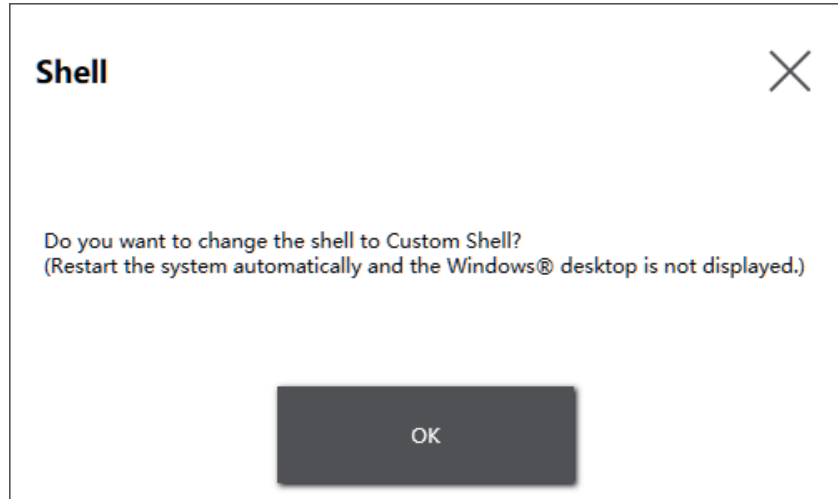 Shell
Do you want to change the shell to Custom Shell?
(Restart the system automatically and the Windows® desktop is not displayed.)
OK